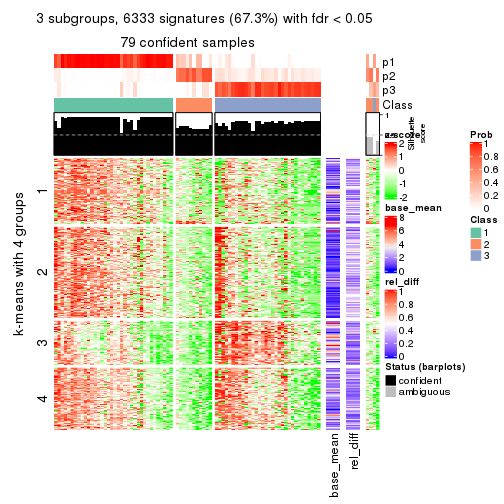 3 subgroups, 6333 signatures (67.3%) with fdr < 0.05
79 confident samples
p1
p2
p3
Class
1
Silhouette score
k-means with 4 groups
1
2
3
4
base_mean
rel_diff
z-score
2
1
0
-1
-2
base_mean
8
6
4
2
0
rel_diff
1
0.8
0.6
0.4
0.2
0
Status (barplots)
confident
ambiguous
Prob
1
0.8
0.6
0.4
0.2
0
Class
1
2
3